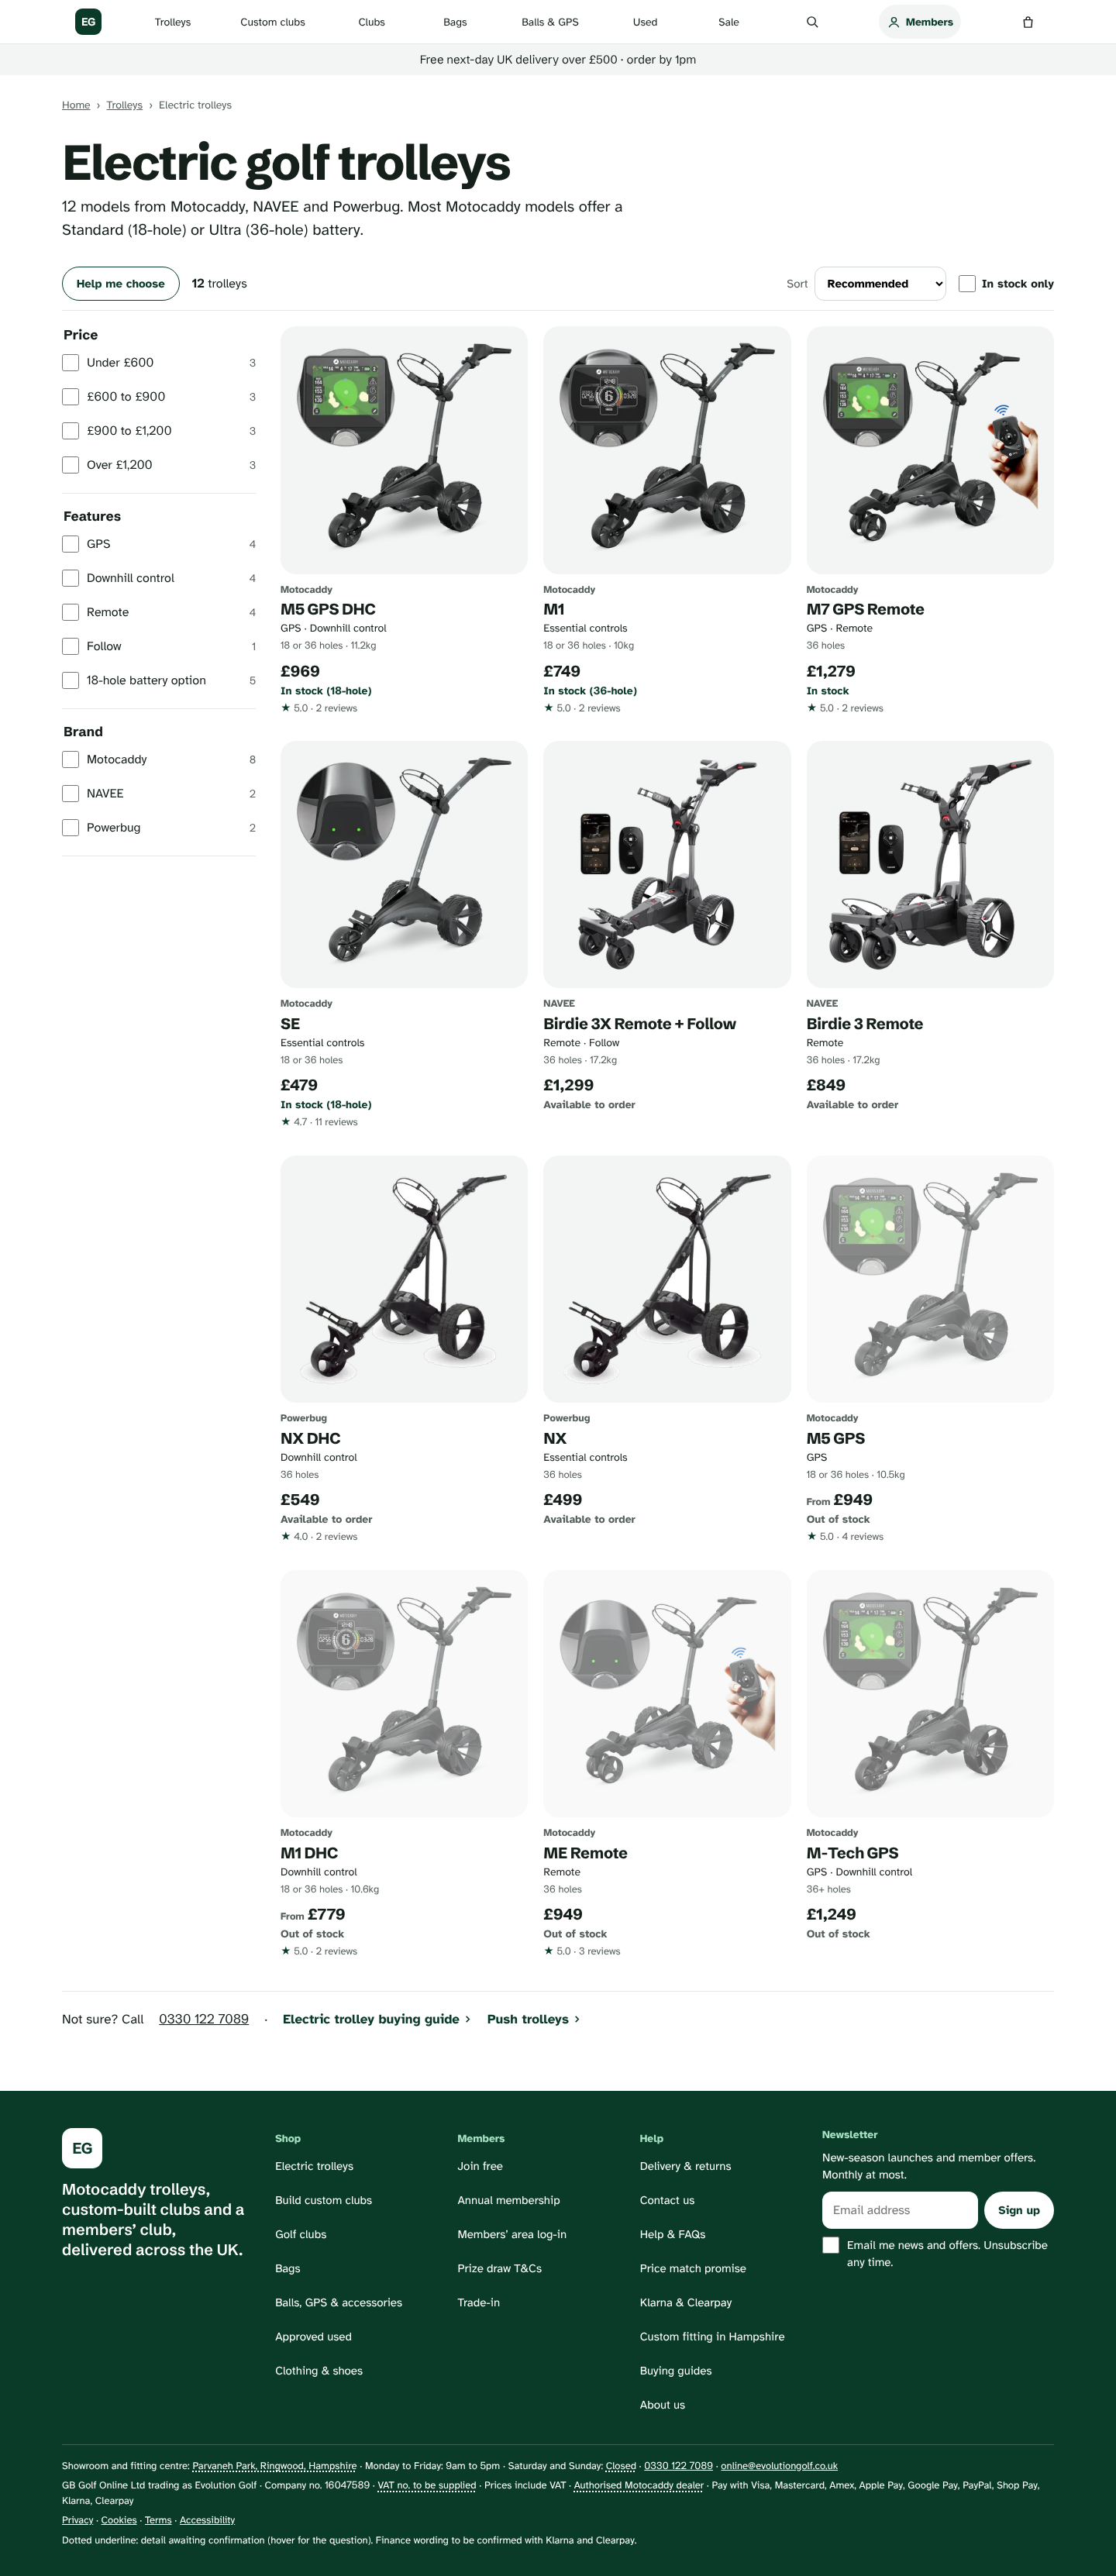 EG
Trolleys
Custom clubs
Clubs
Bags
Balls & GPS
Used
Sale
Members
Free next-day UK delivery over £500 · order by 1pm
Home › Trolleys › Electric trolleys
Electric golf trolleys
12 models from Motocaddy, NAVEE and Powerbug. Most Motocaddy models offer a
Standard (18-hole) or Ultra (36-hole) battery.
Help me choose
12 trolleys
Sort
Recommended
In stock only
Price
Under £600 3
£600 to £900 3
£900 to £1,200 3
Over £1,200 3
Features
GPS 4
Downhill control 4
Remote 4
Follow 1
18-hole battery option 5
Brand
Motocaddy 8
NAVEE 2
Powerbug 2
Motocaddy
M5 GPS DHC
GPS · Downhill control
18 or 36 holes · 11.2kg
£969
In stock (18-hole)
★ 5.0 · 2 reviews
6
Motocaddy
M1
Essential controls
18 or 36 holes · 10kg
£749
In stock (36-hole)
★ 5.0 · 2 reviews
Motocaddy
M7 GPS Remote
GPS · Remote
36 holes
£1,279
In stock
★ 5.0 · 2 reviews
Motocaddy
SE
Essential controls
18 or 36 holes
£479
In stock (18-hole)
★ 4.7 · 11 reviews
NAVEE
Birdie 3X Remote + Follow
Remote · Follow
36 holes · 17.2kg
£1,299
Available to order
NAVEE
Birdie 3 Remote
Remote
36 holes · 17.2kg
£849
Available to order
Powerbug
NX DHC
Downhill control
36 holes
£549
Available to order
★ 4.0 · 2 reviews
Powerbug
NX
Essential controls
36 holes
£499
Available to order
Motocaddy
M5 GPS
GPS
18 or 36 holes · 10.5kg
From £949
Out of stock
★ 5.0 · 4 reviews
6
Motocaddy
M1 DHC
Downhill control
18 or 36 holes · 10.6kg
From £779
Out of stock
★ 5.0 · 2 reviews
Motocaddy
ME Remote
Remote
36 holes
£949
Out of stock
★ 5.0 · 3 reviews
Motocaddy
M-Tech GPS
GPS · Downhill control
36+ holes
£1,249
Out of stock
Not sure? Call 0330 122 7089 · Electric trolley buying guide › Push trolleys ›
EG
Motocaddy trolleys,
custom-built clubs and a
members’ club,
delivered across the UK.
Shop
Electric trolleys
Build custom clubs
Golf clubs
Bags
Balls, GPS & accessories
Approved used
Clothing & shoes
Members
Join free
Annual membership
Members’ area log-in
Prize draw T&Cs
Trade-in
Help
Delivery & returns
Contact us
Help & FAQs
Price match promise
Klarna & Clearpay
Custom fitting in Hampshire
Buying guides
About us
Newsletter
New-season launches and member offers.
Monthly at most.
Email address
Sign up
Email me news and offers. Unsubscribe
any time.
Showroom and fitting centre: Parvaneh Park, Ringwood, Hampshire · Monday to Friday: 9am to 5pm · Saturday and Sunday: Closed · 0330 122 7089 · online@evolutiongolf.co.uk
GB Golf Online Ltd trading as Evolution Golf · Company no. 16047589 · VAT no. to be supplied · Prices include VAT · Authorised Motocaddy dealer · Pay with Visa, Mastercard, Amex, Apple Pay, Google Pay, PayPal, Shop Pay,
Klarna, Clearpay
Privacy · Cookies · Terms · Accessibility
Dotted underline: detail awaiting confirmation (hover for the question). Finance wording to be confirmed with Klarna and Clearpay.